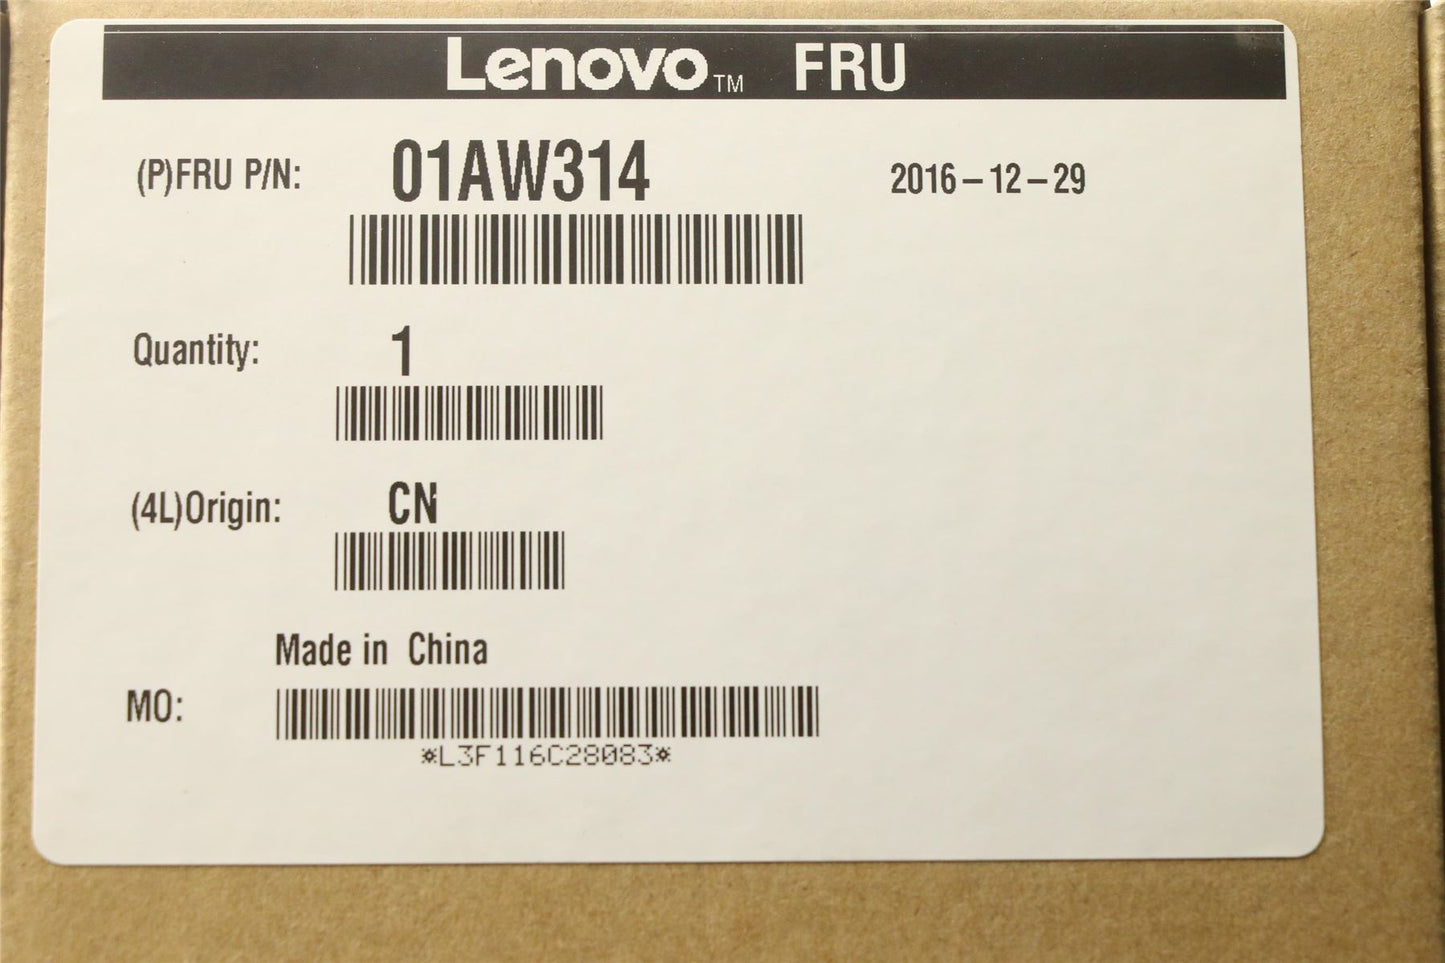 Lenovo™ FRU
(P)FRU P/N: 01AW314 2016-12-29
Quantity: 1
(4L)Origin: CN
Made in China
MO:
*L3F116C28083*